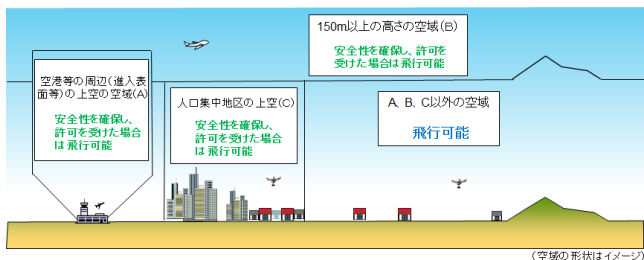 150m以上の高さの空域(B)
安全性を確保し、許可を
受けた場合は飛行可能
空港等の周辺(進入表
面等)の上空の空域(A)
安全性を確保し、
許可を受けた場合
は飛行可能
人口集中地区の上空(C)
安全性を確保し、
許可を受けた場合
は飛行可能
A、B、C以外の空域
飛行可能
(空域の形状はイメージ)